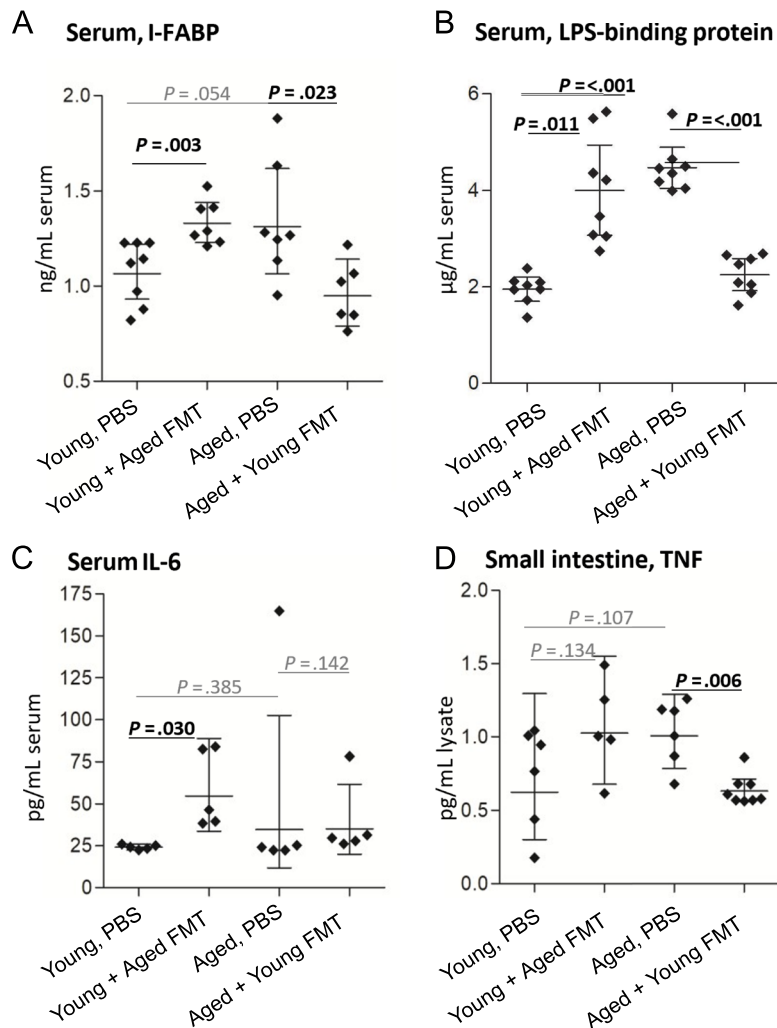 A Serum, I-FABP
P = .054
P = .023
P = .003
2.0
1.5
1.0
0.5
ng/mL serum
Young, PBS
Young + Aged FMT
Aged, PBS
Aged + Young FMT
B Serum, LPS-binding protein
P = <.001
P = .011
P = <.001
6
4
2
0
µg/mL serum
Young, PBS
Young + Aged FMT
Aged, PBS
Aged + Young FMT
C Serum IL-6
175
150
125
100
75
50
25
0
pg/mL serum
P = .142
P = .385
P = .030
Young, PBS
Young + Aged FMT
Aged, PBS
Aged + Young FMT
D Small intestine, TNF
2.0
1.5
1.0
0.5
0.0
pg/mL lysate
P = .107
P = .134
P = .006
Young, PBS
Young + Aged FMT
Aged, PBS
Aged + Young FMT